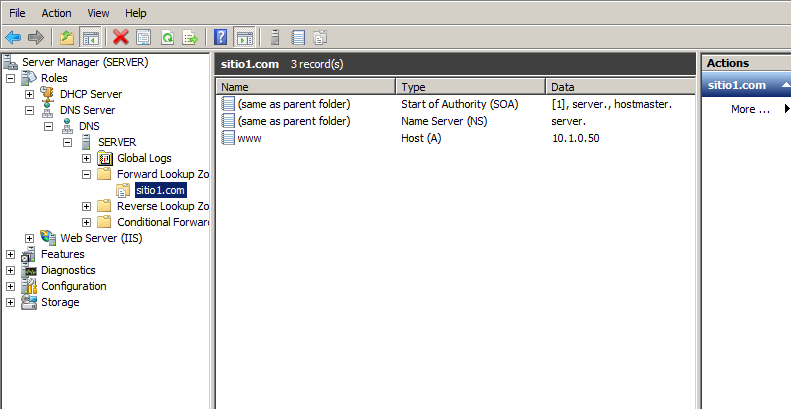 File Action View Help
Server Manager (SERVER)
Roles
DHCP Server
DNS Server
DNS
SERVER
Global Logs
Forward Lookup Zo
sitio1.com
Reverse Lookup Zo
Conditional Forwar
Web Server (IIS)
Features
Diagnostics
Configuration
Storage
sitio1.com 3 record(s)
Name Type Data
(same as parent folder) Start of Authority (SOA) [1], server., hostmaster.
(same as parent folder) Name Server (NS) server.
www Host (A) 10.1.0.50
Actions
sitio1.com
More ...